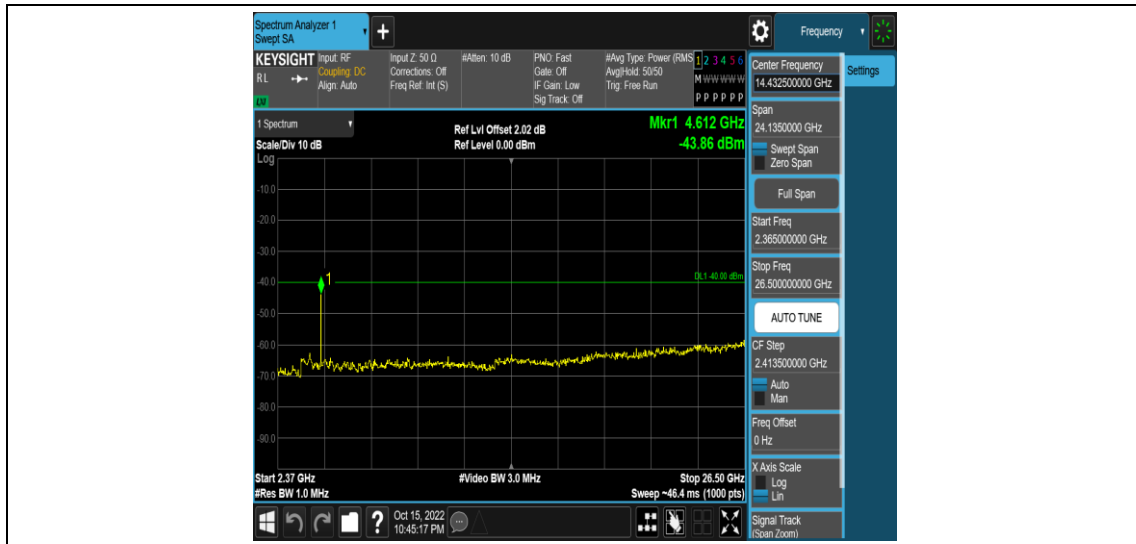 Spectrum Analyzer 1
Swept SA
+
Frequency
KEYSIGHT
RL
LXI
Input: RF
Coupling: DC
Align: Auto
Input Z: 50 Ω
Corrections: Off
Freq Ref: Int (S)
#Atten: 10 dB
PNO: Fast
Gate: Off
IF Gain: Low
Sig Track: Off
#Avg Type: Power (RMS
Avg|Hold: 50/50
Trig: Free Run
1 2 3 4 5 6
M W W W W W
P P P P P P
1 Spectrum
Scale/Div 10 dB
Ref Lvl Offset 2.02 dB
Ref Level 0.00 dBm
Mkr1 4.612 GHz
-43.86 dBm
Log
-10.0
-20.0
-30.0
-40.0
-50.0
-60.0
-70.0
-80.0
-90.0
1
DL1 -40.00 dBm
Start 2.37 GHz
#Res BW 1.0 MHz
#Video BW 3.0 MHz
Stop 26.50 GHz
Sweep ~46.4 ms (1000 pts)
Center Frequency
14.432500000 GHz
Settings
Span
24.1350000 GHz
Swept Span
Zero Span
Full Span
Start Freq
2.365000000 GHz
Stop Freq
26.500000000 GHz
AUTO TUNE
CF Step
2.413500000 GHz
Auto
Man
Freq Offset
0 Hz
X Axis Scale
Log
Lin
Signal Track
(Span Zoom)
?
Oct 15, 2022
10:45:17 PM